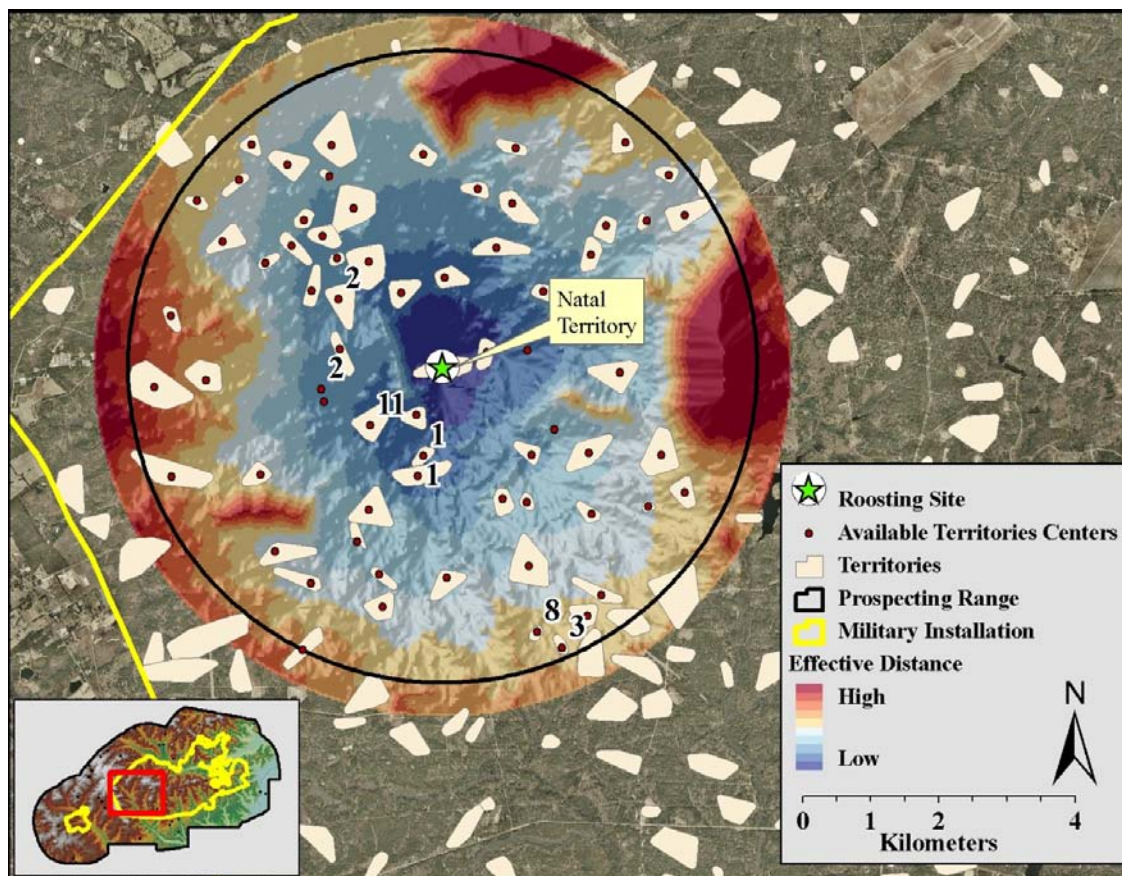 2
Natal
Territory
2
11
1
1
8
3
Roosting Site
Available Territories Centers
Territories
Prospecting Range
Military Installation
Effective Distance
High
Low
N
0 1 2 4
Kilometers